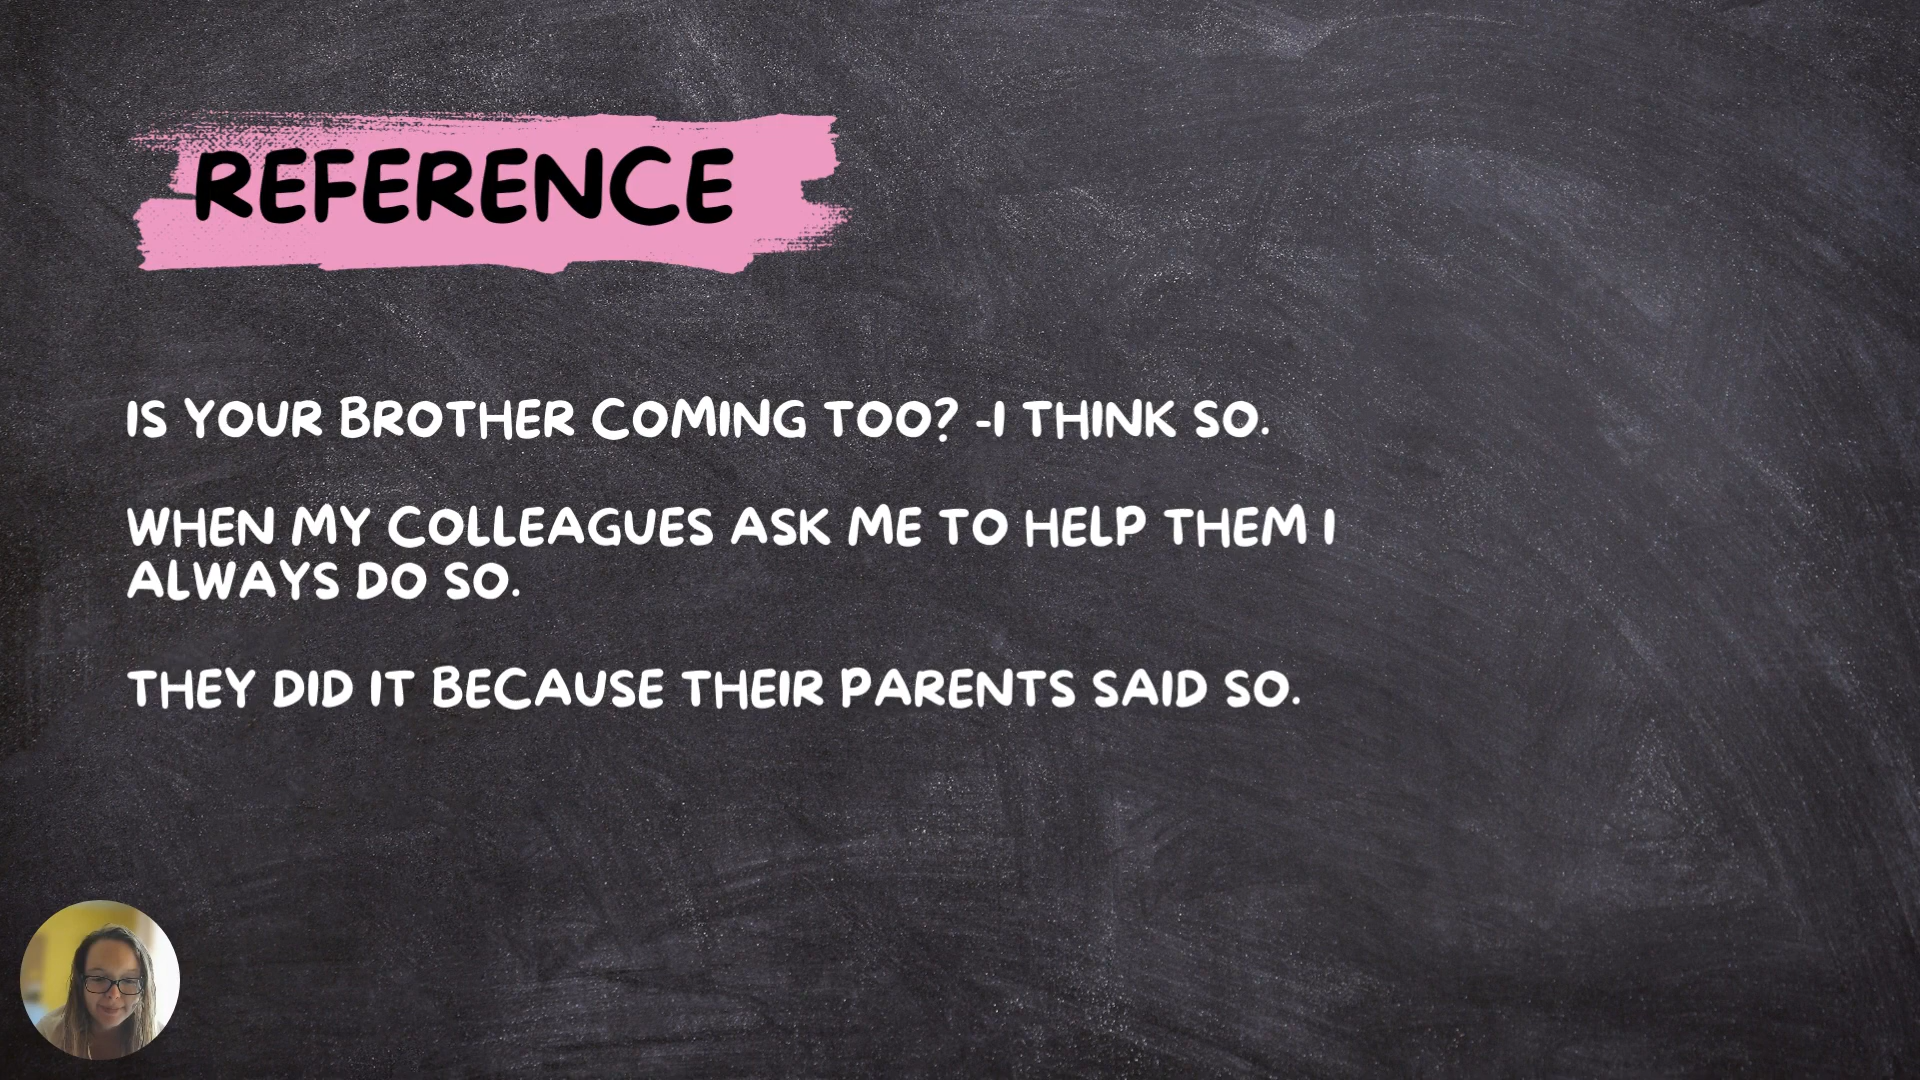 REFERENCE
IS YOUR BROTHER COMING TOO? -I THINK SO.
WHEN MY COLLEAGUES ASK ME TO HELP THEM I
ALWAYS DO SO.
THEY DID IT BECAUSE THEIR PARENTS SAID SO.